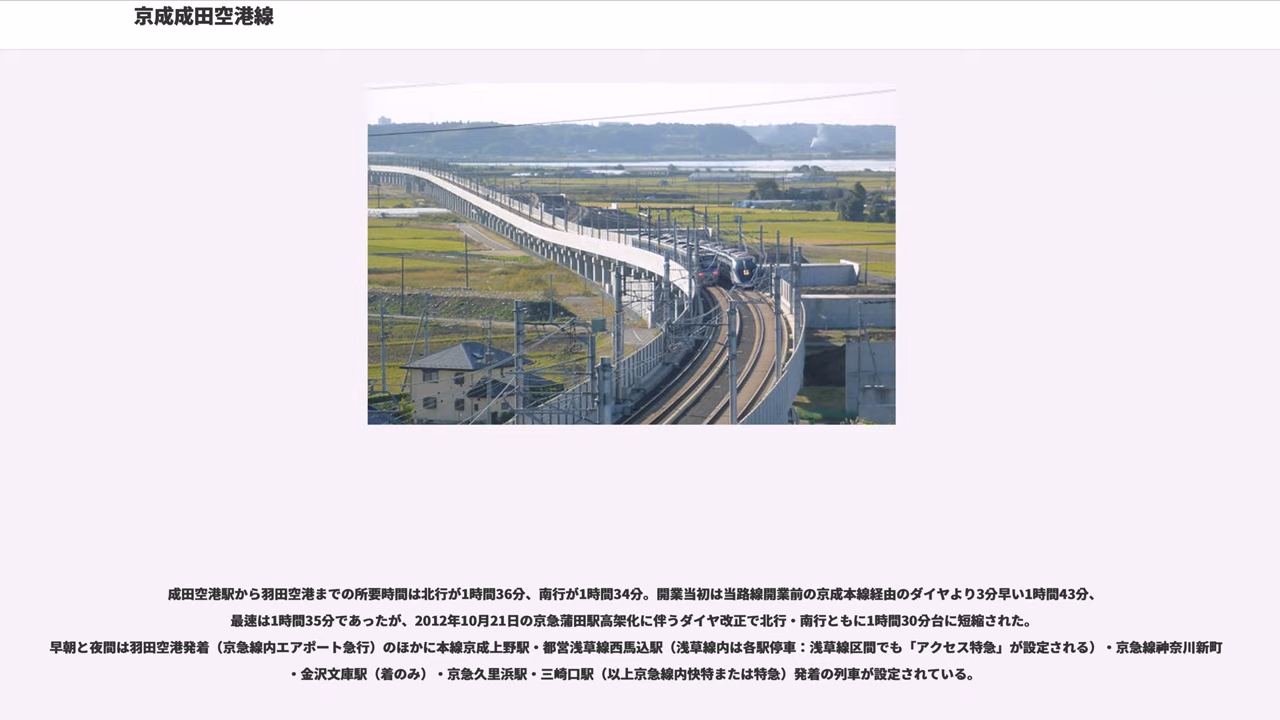 京成成田空港線
成田空港駅から羽田空港までの所要時間は北行が1時間36分、南行が1時間34分。開業当初は当路線開業前の京成本線経由のダイヤより3分早い1時間43分、
最速は1時間35分であったが、2012年10月21日の京急蒲田駅高架化に伴うダイヤ改正で北行・南行ともに1時間30分台に短縮された。
早朝と夜間は羽田空港発着（京急線内エアポート急行）のほかに本線京成上野駅・都営浅草線西馬込駅（浅草線内は各駅停車：浅草線区間でも「アクセス特急」が設定される）・京急線神奈川新町
・金沢文庫駅（着のみ）・京急久里浜駅・三崎口駅（以上京急線内快特または特急）発着の列車が設定されている。